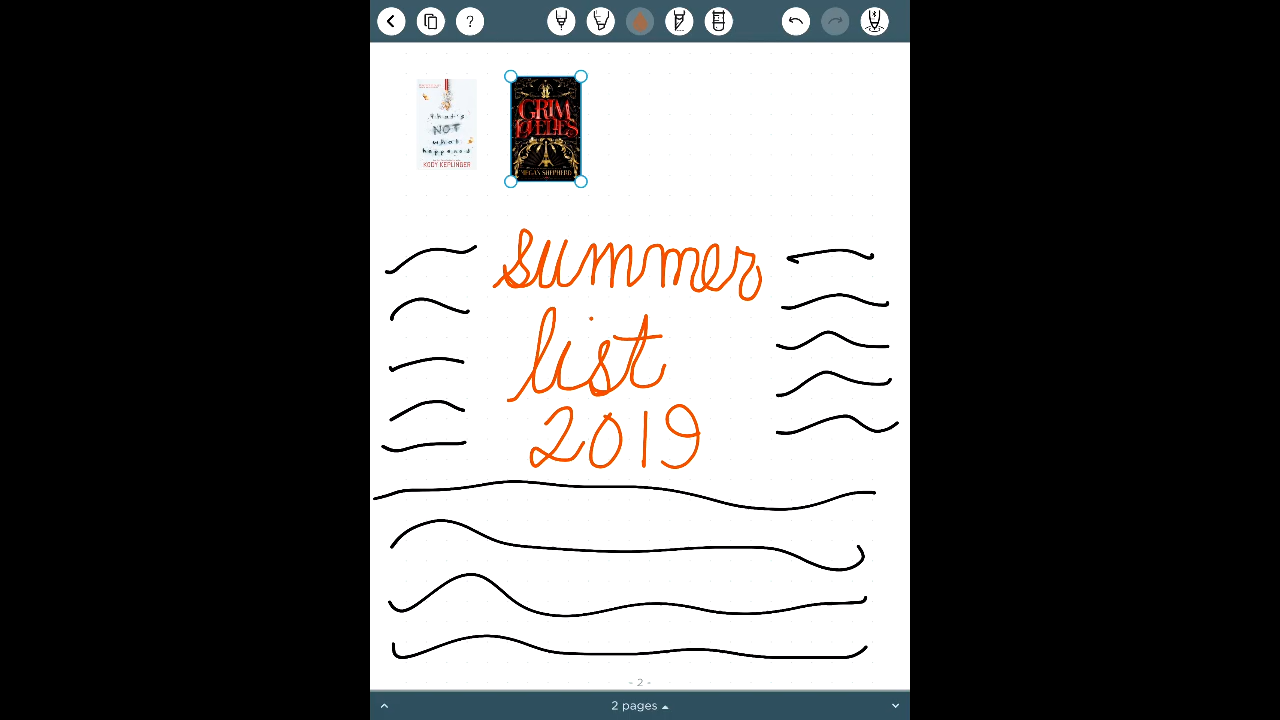 ?
that's
NOT
what
happened
KODY KEPLINGER
GRIM
LOVELIES
MEGAN SHEPHERD
summer
list
2019
- 2 -
2 pages